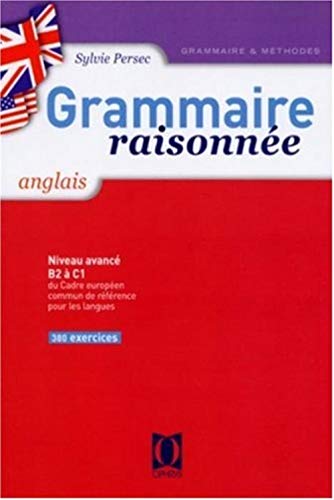 Sylvie Persec
GRAMMAIRE & MÉTHODES
Grammaire
raisonnée
anglais
Niveau avancé
B2 à C1
du Cadre européen
commun de référence
pour les langues
380 exercices
OPHRYS